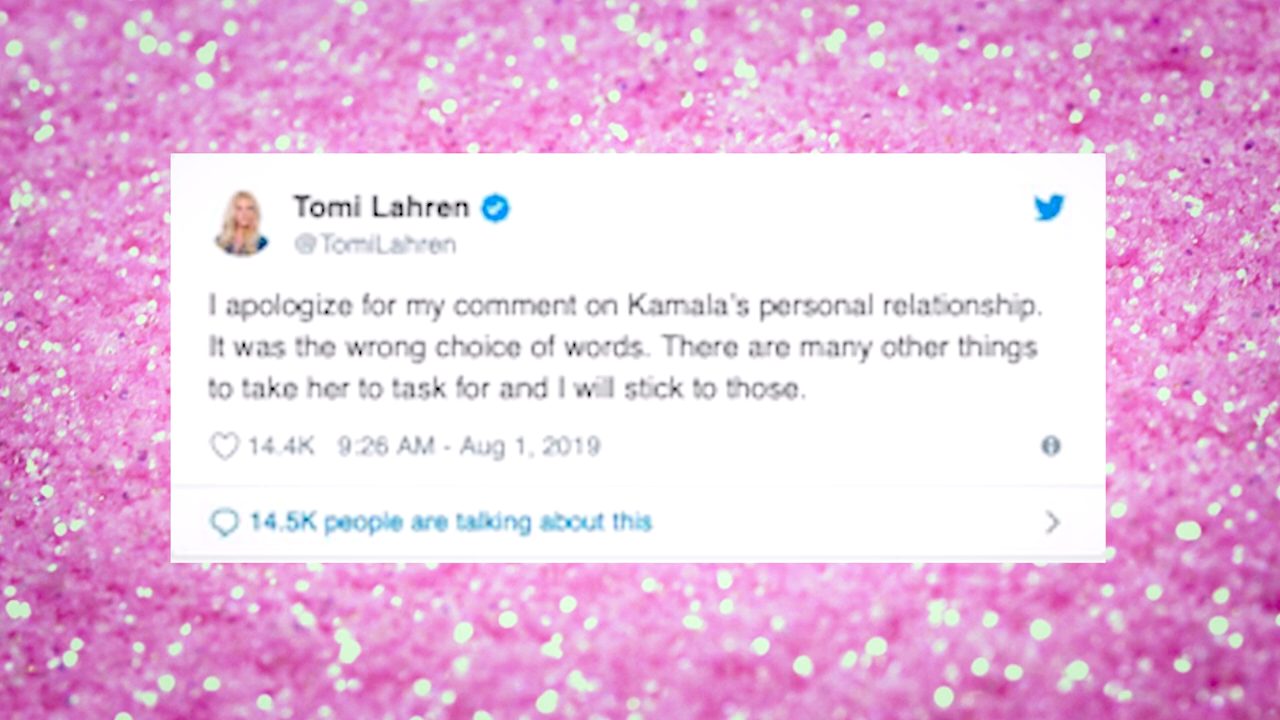 Tomi Lahren
@TomiLahren
I apologize for my comment on Kamala's personal relationship.
It was the wrong choice of words. There are many other things
to take her to task for and I will stick to those.
14.4K 9:26 AM - Aug 1, 2019
14.5K people are talking about this